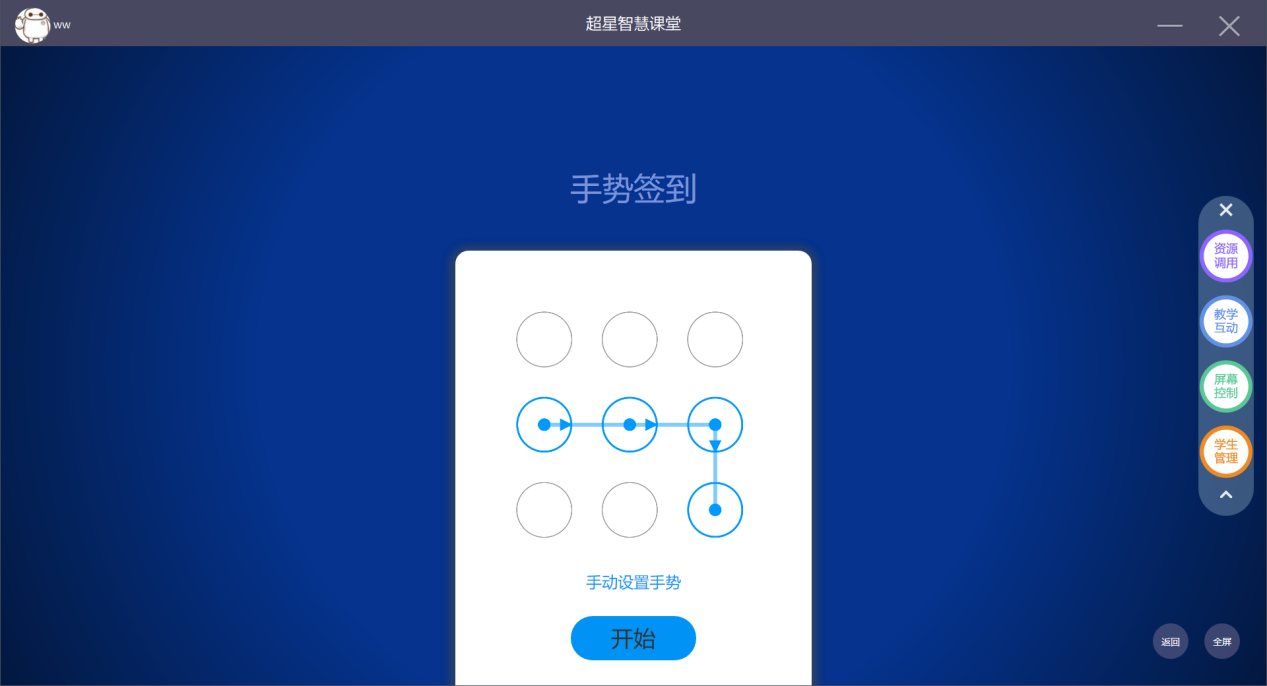 ww
超星智慧课堂
手势签到
资源
调用
教学
互动
屏幕
控制
学生
管理
手动设置手势
开始
返回
全屏